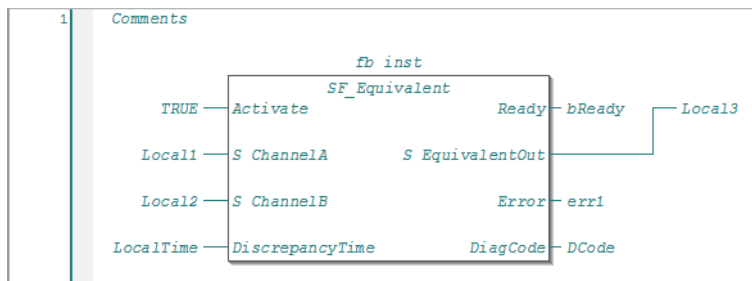 1 Comments
fb inst
SF_Equivalent
TRUE Activate Ready bReady Local3
Local1 S ChannelA S EquivalentOut
Local2 S ChannelB Error err1
LocalTime DiscrepancyTime DiagCode DCode